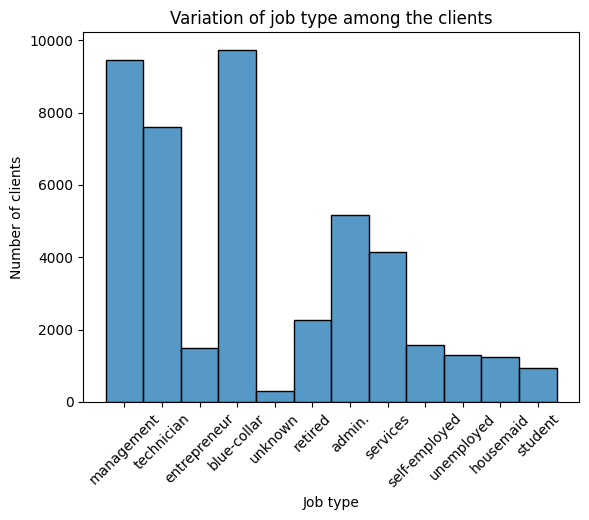 Variation of job type among the clients
Number of clients
10000
8000
6000
4000
2000
0
management
technician
entrepreneur
blue-collar
unknown
retired
admin.
services
self-employed
unemployed
housemaid
student
Job type